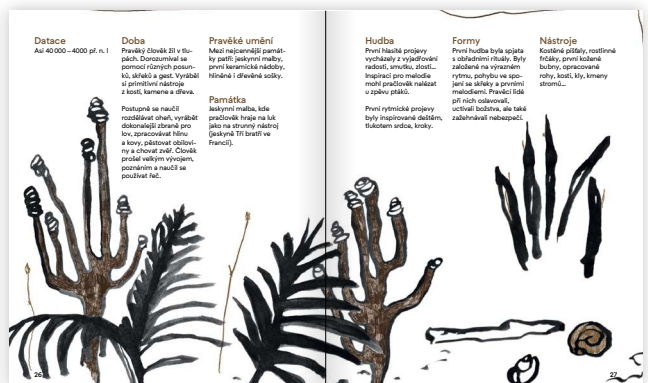 Datace
Asi 40 000 – 4000 př. n. l
Doba
Pravěký člověk žil v tlu-
pách. Dorozumíval se
pomocí různých posun-
ků, skřeků a gest. Vyráběl
si primitivní nástroje
z kostí, kamene a dřeva.
Postupně se naučil
rozdělávat oheň, vyrábět
dokonalejší zbraně pro
lov, zpracovávat hlínu
a kovy, pěstovat obilovi-
ny a chovat zvěř. Člověk
prošel velkým vývojem,
poznáním a naučil se
používat řeč.
Pravěké umění
Mezi nejcennější památ-
ky patří: jeskynní malby,
první keramické nádoby,
hliněné i dřevěné sošky.
Památka
Jeskynní malba, kde
pračlověk hraje na luk
jako na strunný nástroj
(jeskyně Tří bratří ve
Francii).
26
Hudba
První hlasité projevy
vycházely z vyjadřování
radosti, smutku, zlosti…
Inspiraci pro melodie
mohl pračlověk nalézat
u zpěvu ptáků.
První rytmické projevy
byly inspirované deštěm,
tlukotem srdce, kroky.
Formy
První hudba byla spjata
s obřadními rituály. Byly
založené na výrazném
rytmu, pohybu ve spo-
jení se skřeky a prvními
melodiemi. Pravěcí lidé
při nich oslavovali,
uctívali božstva, ale také
zažehnávali nebezpečí.
Nástroje
Kostěné píšťaly, rostlinné
frčáky, první kožené
bubny, opracované
rohy, kosti, kly, kmeny
stromů…
27